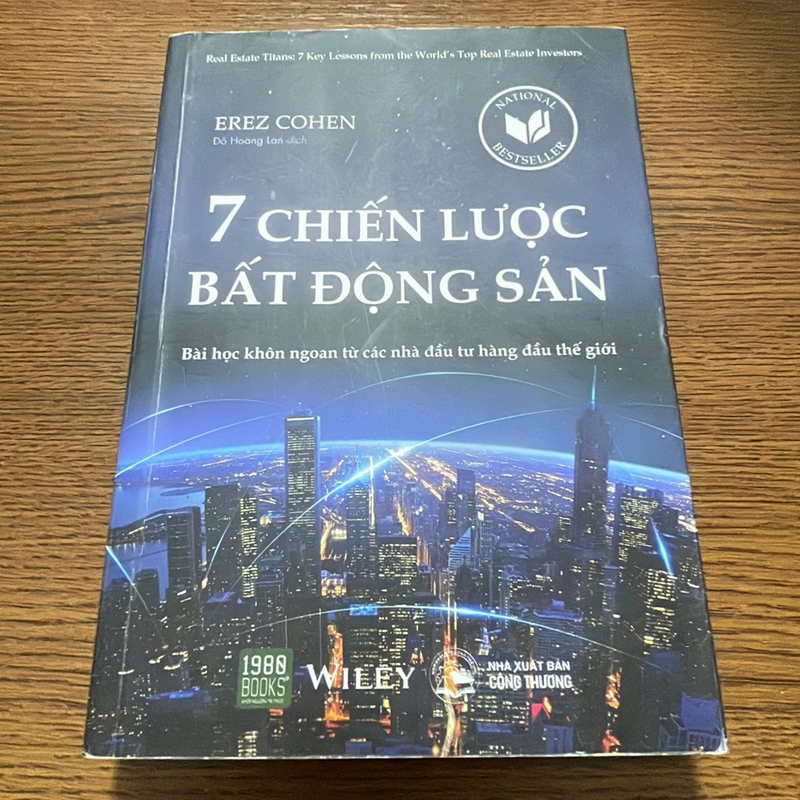 Real Estate Titans: 7 Key Lessons from the World's Top Real Estate Investors
EREZ COHEN
Đỗ Hoàng Lan dịch
NATIONAL
BESTSELLER
7 CHIẾN LƯỢC
BẤT ĐỘNG SẢN
Bài học khôn ngoan từ các nhà đầu tư hàng đầu thế giới
1980
BOOKS
WILEY
NHÀ XUẤT BẢN
CÔNG THƯƠNG